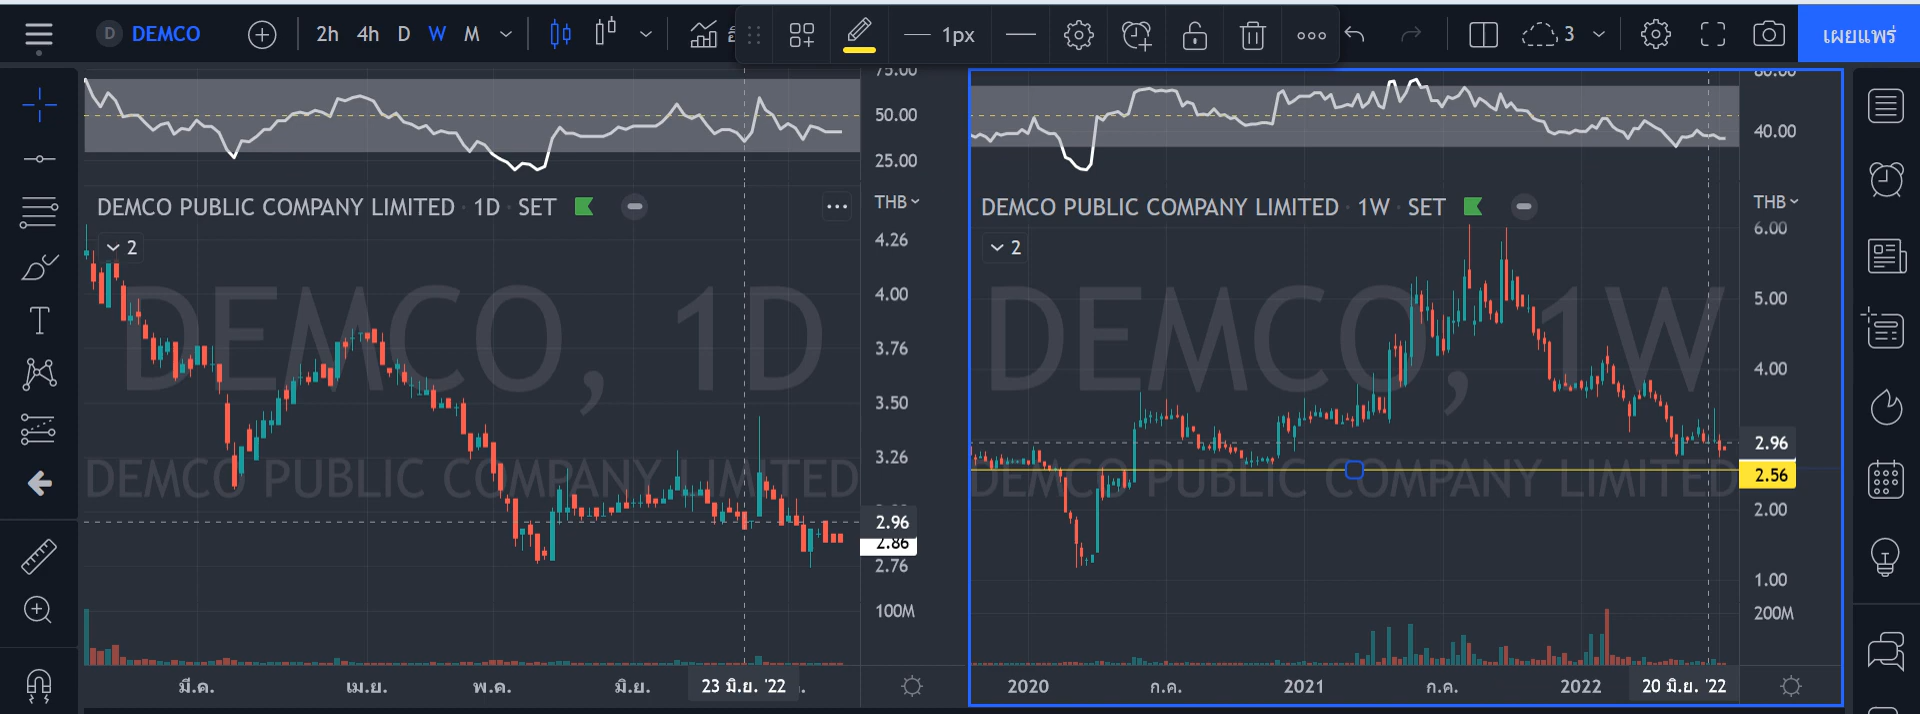 D DEMCO 2h 4h D W M 1px 3 เผยแพร่
75.00
50.00
25.00
DEMCO PUBLIC COMPANY LIMITED · 1D · SET
THB
2
4.26
4.00
3.76
3.50
3.26
2.96
2.86
2.76
100M
DEMCO, 1D
DEMCO PUBLIC COMPANY LIMITED
มี.ค. เม.ย. พ.ค. มิ.ย. 23 มิ.ย. '22
80.00
40.00
DEMCO PUBLIC COMPANY LIMITED · 1W · SET
THB
2
6.00
5.00
4.00
2.96
2.56
2.00
1.00
200M
DEMCO, 1W
DEMCO PUBLIC COMPANY LIMITED
2020 ก.ค. 2021 ก.ค. 2022 20 มิ.ย. '22
T